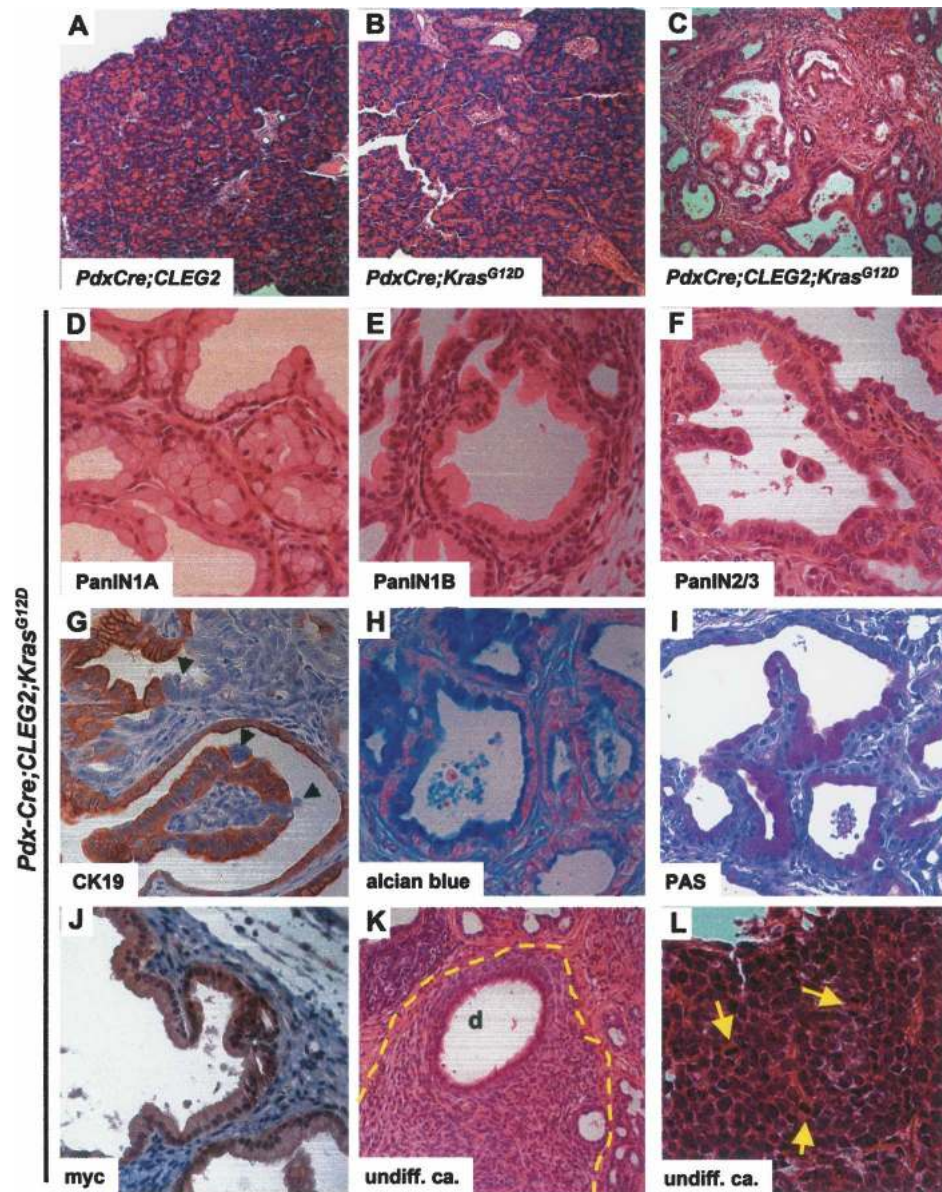 A
B
C
PdxCre;CLEG2
PdxCre;KrasG12D
PdxCre;CLEG2;KrasG12D
Pdx-Cre;CLEG2;KrasG12D
D
E
F
PanIN1A
PanIN1B
PanIN2/3
G
H
I
CK19
alcian blue
PAS
J
K
L
d
myc
undiff. ca.
undiff. ca.